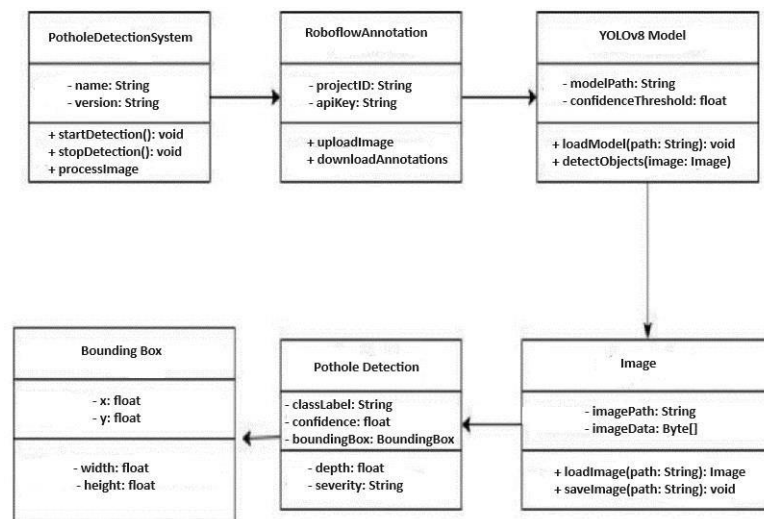 PotholeDetectionSystem
- name: String
- version: String
+ startDetection(): void
+ stopDetection(): void
+ processImage
RoboflowAnnotation
- projectID: String
- apiKey: String
+ uploadImage
+ downloadAnnotations
YOLOv8 Model
- modelPath: String
- confidenceThreshold: float
+ loadModel(path: String): void
+ detectObjects(image: Image)
Bounding Box
- x: float
- y: float
- width: float
- height: float
Pothole Detection
- classLabel: String
- confidence: float
- boundingBox: BoundingBox
- depth: float
- severity: String
Image
- imagePath: String
- imageData: Byte[]
+ loadImage(path: String): Image
+ saveImage(path: String): void